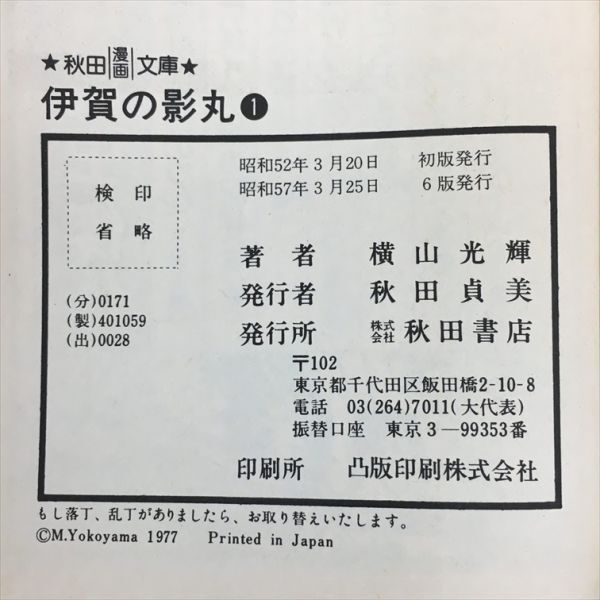 ★秋田漫画文庫★
伊賀の影丸❶
検印
省略
昭和52年3月20日 初版発行
昭和57年3月25日 6版発行
著者 横山光輝
発行者 秋田貞美
発行所 株式会社 秋田書店
(分)0171
(製)401059
(出)0028
〒102
東京都千代田区飯田橋2-10-8
電話 03(264)7011(大代表)
振替口座 東京3―99353番
印刷所 凸版印刷株式会社
もし落丁、乱丁がありましたら、お取り替えいたします。
©M.Yokoyama 1977 Printed in Japan